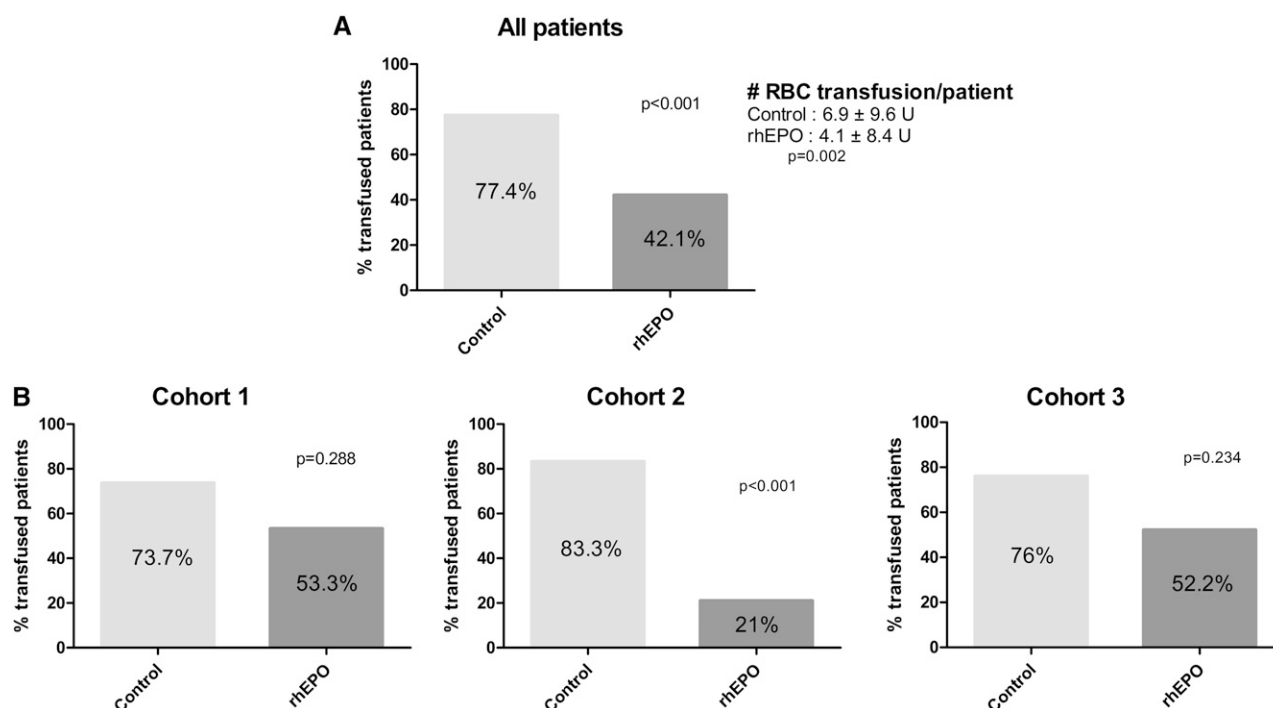 A
All patients
% transfused patients
100
80
60
40
20
0
77.4%
42.1%
p<0.001
Control
rhEPO
# RBC transfusion/patient
Control : 6.9 ± 9.6 U
rhEPO : 4.1 ± 8.4 U
p=0.002
B
Cohort 1
% transfused patients
100
80
60
40
20
0
73.7%
53.3%
p=0.288
Control
rhEPO
Cohort 2
% transfused patients
100
80
60
40
20
0
83.3%
21%
p<0.001
Control
rhEPO
Cohort 3
% transfused patients
100
80
60
40
20
0
76%
52.2%
p=0.234
Control
rhEPO